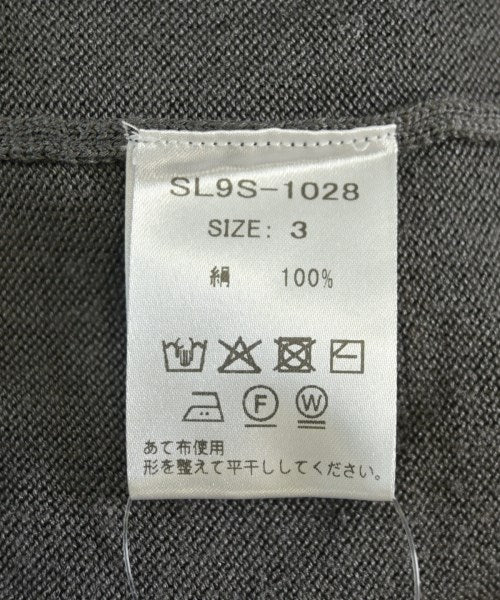 SL9S-1028
SIZE: 3
絹 100%
F W
あて布使用
形を整えて平干ししてください。